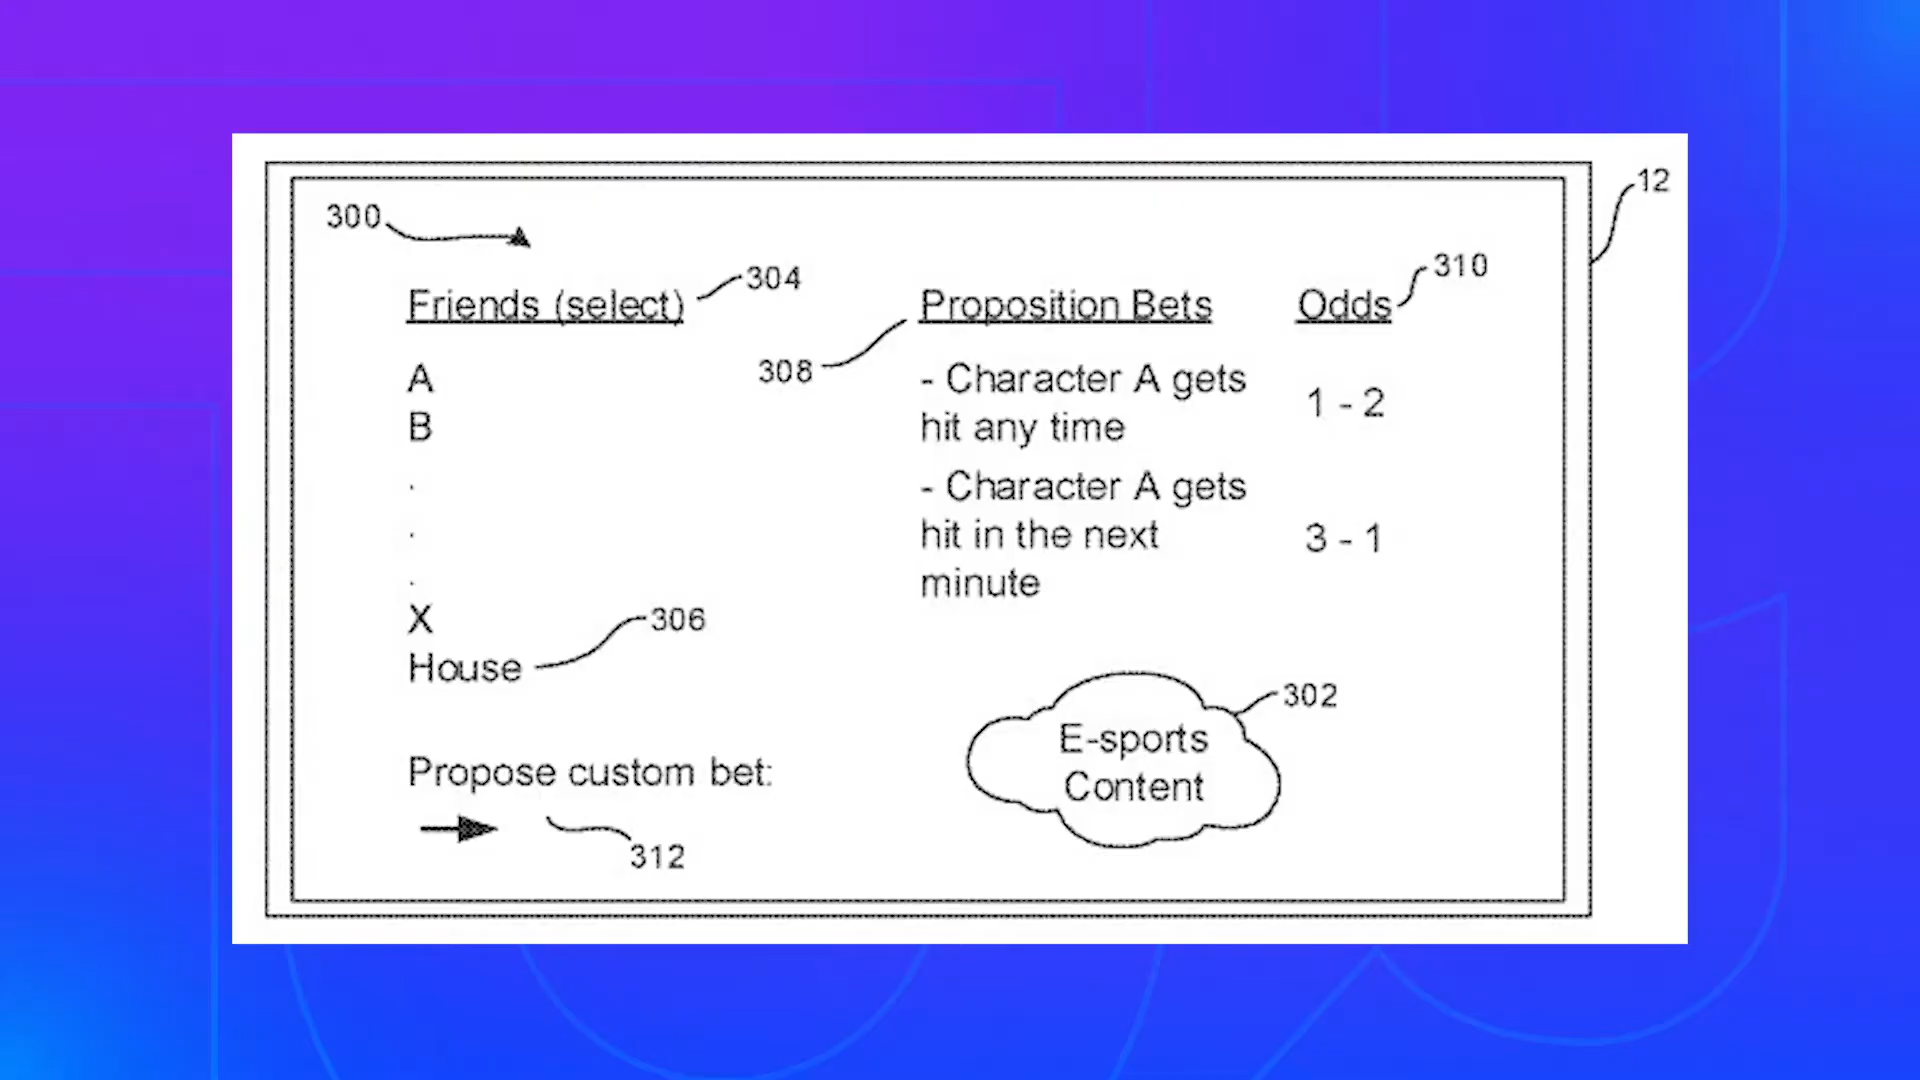 12
300
304
310
Friends (select)
Proposition Bets
Odds
308
A
B
.
.
.
X
House
306
- Character A gets
hit any time
1 - 2
- Character A gets
hit in the next
minute
3 - 1
302
E-sports
Content
Propose custom bet:
312